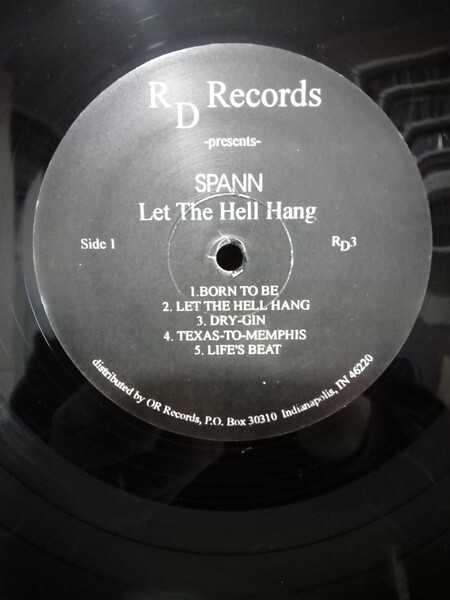 RD Records
-presents-
SPANN
Let The Hell Hang
Side 1
RD3
1.BORN TO BE
2. LET THE HELL HANG
3. DRY-GIN
4. TEXAS-TO-MEMPHIS
5. LIFE'S BEAT
distributed by OR Records, P.O. Box 30310 Indianapolis, IN 46220